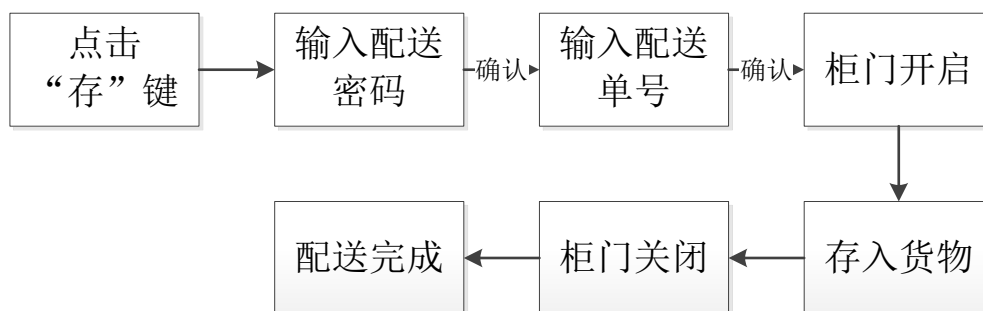 点击
“存”键
输入配送
密码
确认
输入配送
单号
确认
柜门开启
存入货物
柜门关闭
配送完成